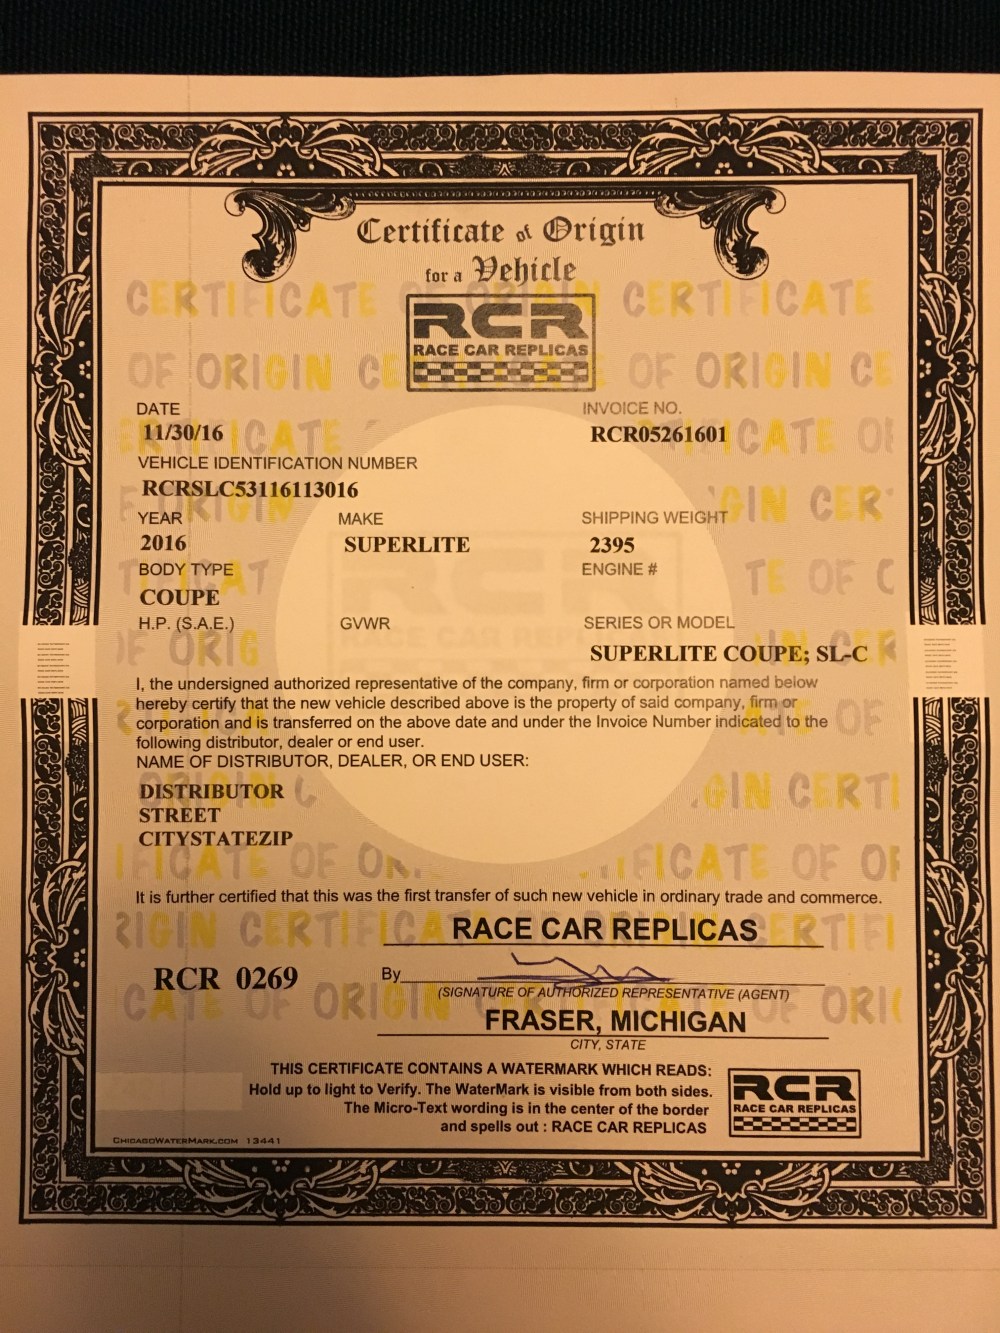 Certificate of Origin
for a Vehicle
RCR
RACE CAR REPLICAS
DATE
11/30/16
INVOICE NO.
RCR05261601
VEHICLE IDENTIFICATION NUMBER
RCRSLC53116113016
YEAR
2016
MAKE
SUPERLITE
SHIPPING WEIGHT
2395
BODY TYPE
COUPE
ENGINE #
H.P. (S.A.E.)
GVWR
SERIES OR MODEL
SUPERLITE COUPE; SL-C
I, the undersigned authorized representative of the company, firm or corporation named below
hereby certify that the new vehicle described above is the property of said company, firm or
corporation and is transferred on the above date and under the Invoice Number indicated to the
following distributor, dealer or end user.
NAME OF DISTRIBUTOR, DEALER, OR END USER:
DISTRIBUTOR
STREET
CITYSTATEZIP
It is further certified that this was the first transfer of such new vehicle in ordinary trade and commerce.
RACE CAR REPLICAS
RCR 0269
By
(SIGNATURE OF AUTHORIZED REPRESENTATIVE (AGENT)
FRASER, MICHIGAN
CITY, STATE
THIS CERTIFICATE CONTAINS A WATERMARK WHICH READS:
Hold up to light to Verify. The WaterMark is visible from both sides.
The Micro-Text wording is in the center of the border
and spells out : RACE CAR REPLICAS
RCR
RACE CAR REPLICAS
CHICAGOWATERMARK.COM 13441